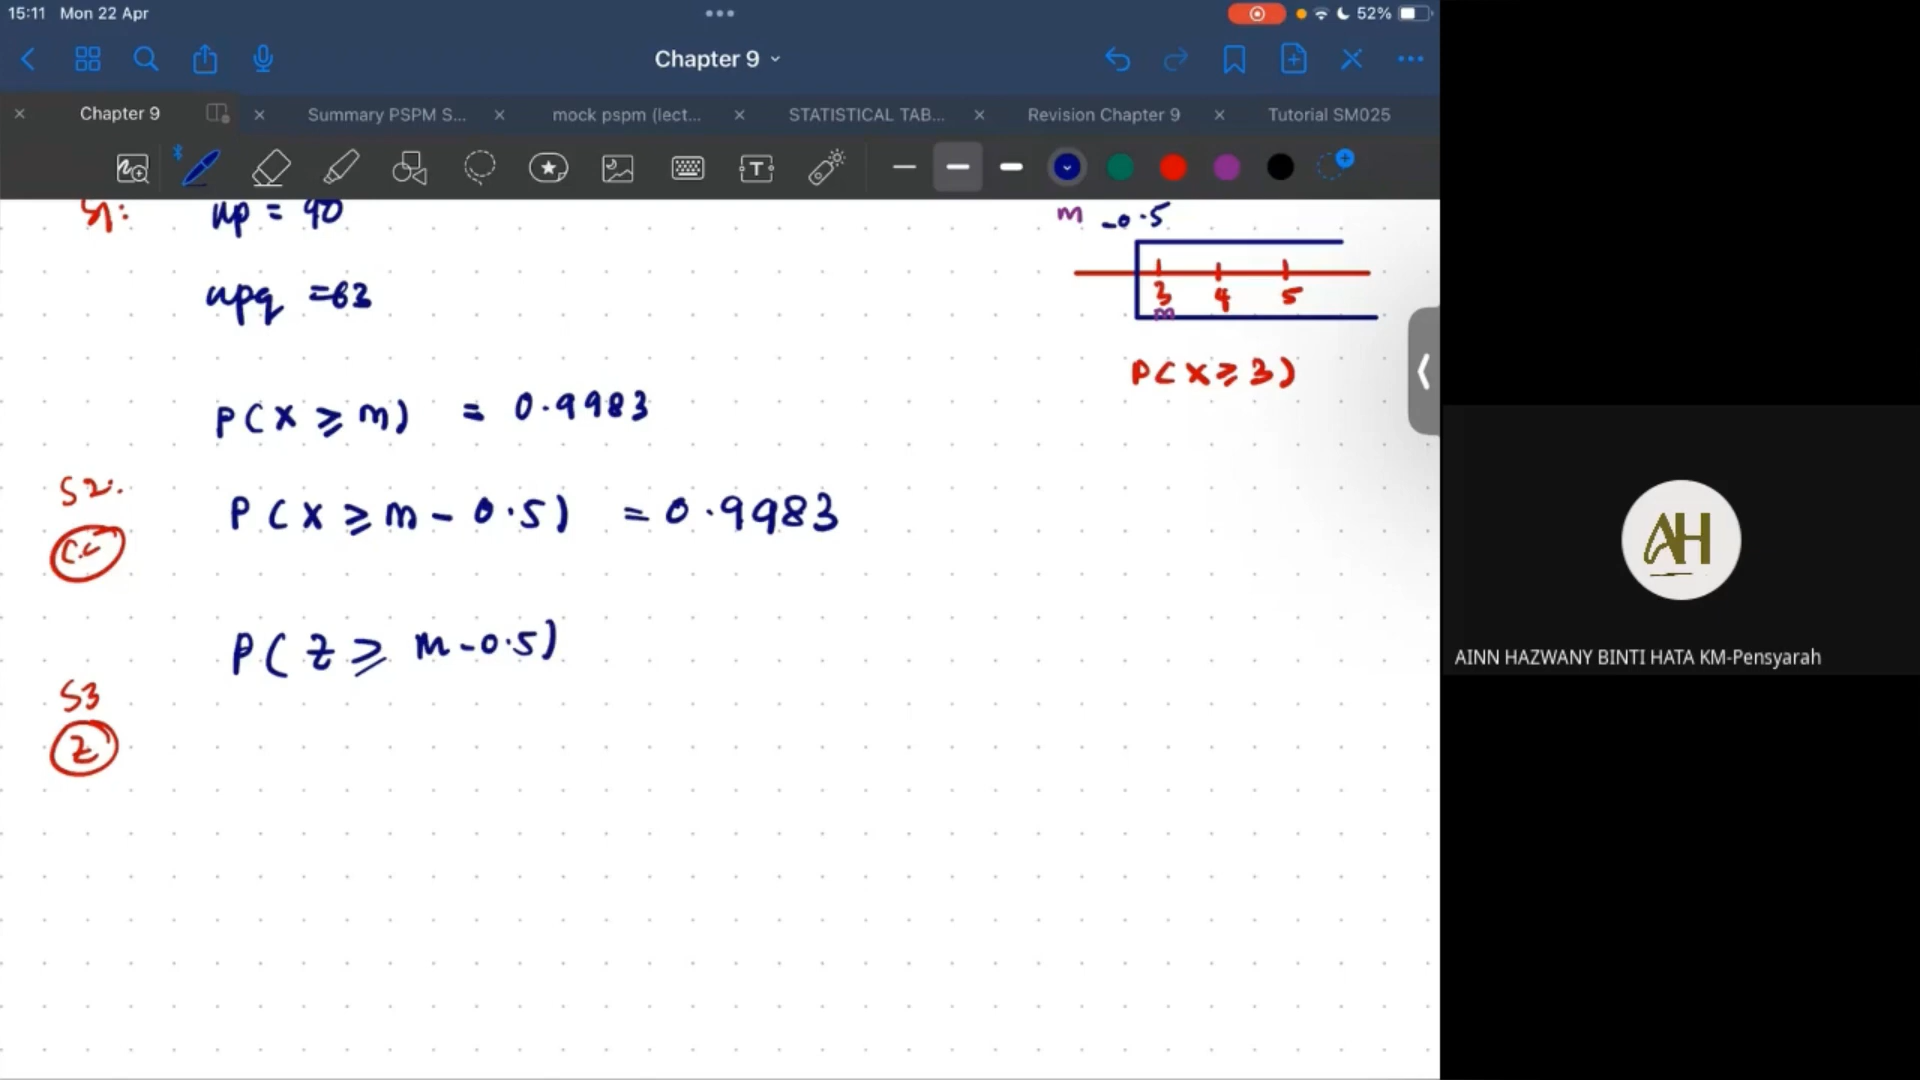 15:11 Mon 22 Apr
52%
Chapter 9
Chapter 9
Summary PSPM S...
mock pspm (lect...
STATISTICAL TAB...
Revision Chapter 9
Tutorial SM025
S1: np = 90
npq = 63
P(X ≥ m) = 0.9983
S2.
C.C
P(X ≥ m - 0.5) = 0.9983
P(Z ≥ m - 0.5)
S3
Z
m -0.5
3 4 5
m
P(X ≥ 3)
AH
AINN HAZWANY BINTI HATA KM-Pensyarah